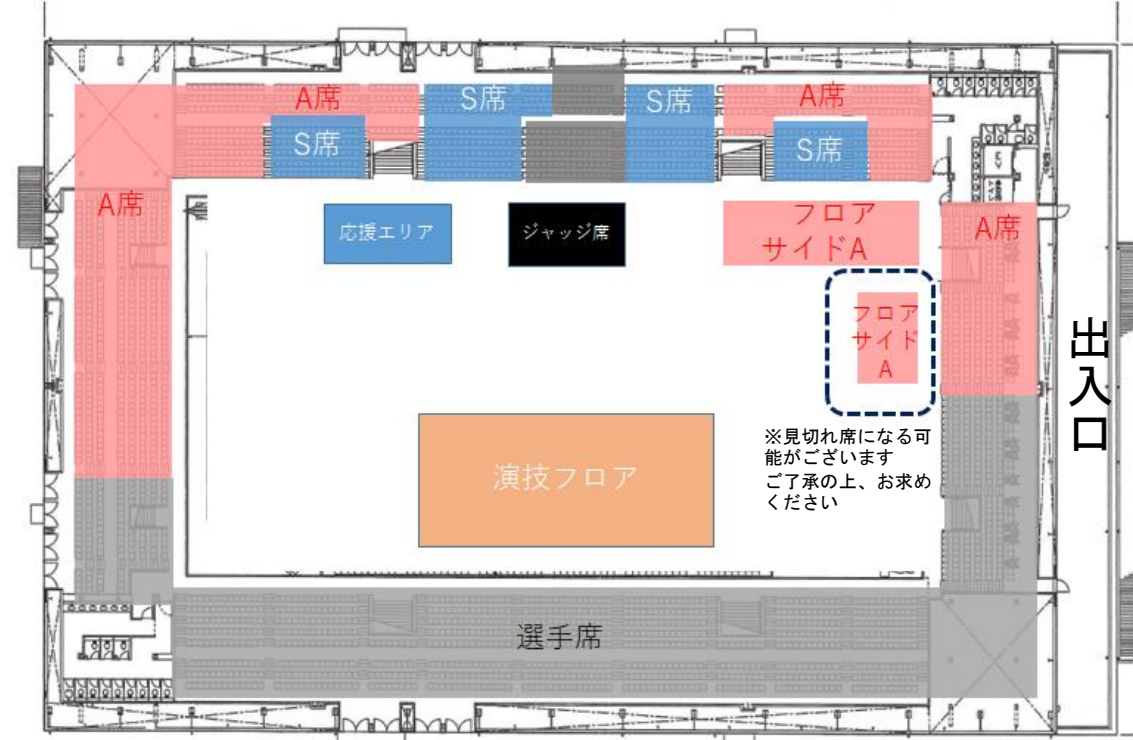 A席
S席
S席
A席
S席
S席
A席
応援エリア
ジャッジ席
フロア
サイドA
A席
フロア
サイド
A
出入口
※見切れ席になる可
能がございます
ご了承の上、お求め
ください
演技フロア
選手席